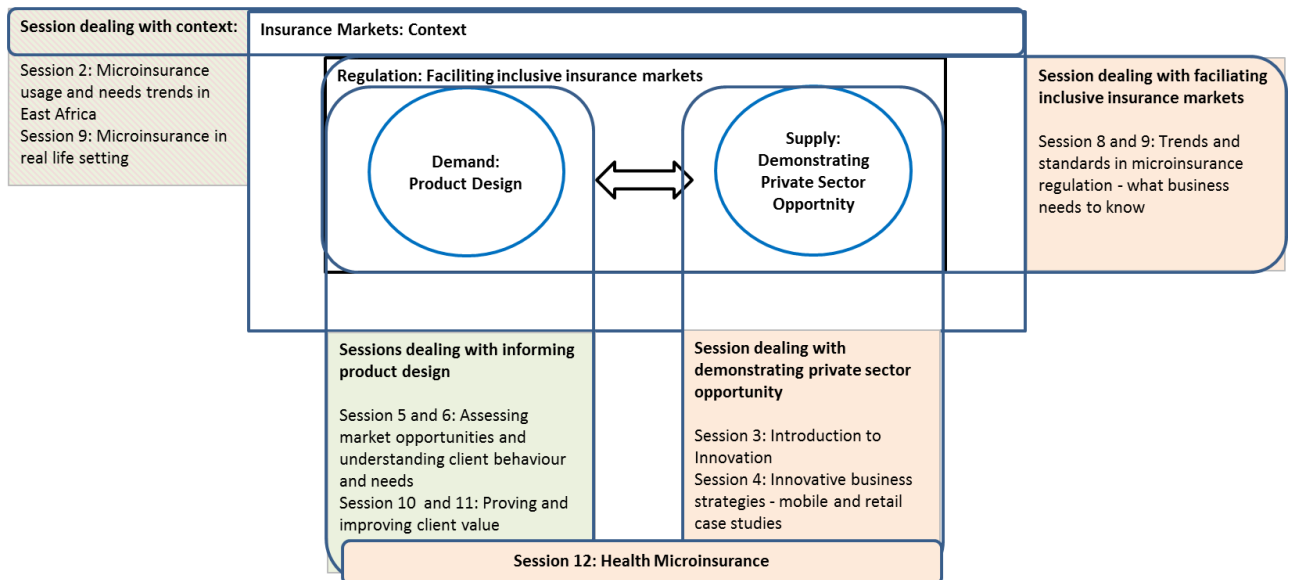 Session dealing with context:
Insurance Markets: Context
Session 2: Microinsurance
usage and needs trends in
East Africa
Session 9: Microinsurance in
real life setting
Regulation: Faciliting inclusive insurance markets
Demand:
Product Design
Supply:
Demonstrating
Private Sector
Opportnity
Session dealing with faciliating
inclusive insurance markets
Session 8 and 9: Trends and
standards in microinsurance
regulation - what business
needs to know
Sessions dealing with informing
product design
Session 5 and 6: Assessing
market opportunities and
understanding client behaviour
and needs
Session 10  and 11: Proving and
improving client value
Session dealing with
demonstrating private sector
opportunity
Session 3: Introduction to
Innovation
Session 4: Innovative business
strategies - mobile and retail
case studies
Session 12: Health Microinsurance